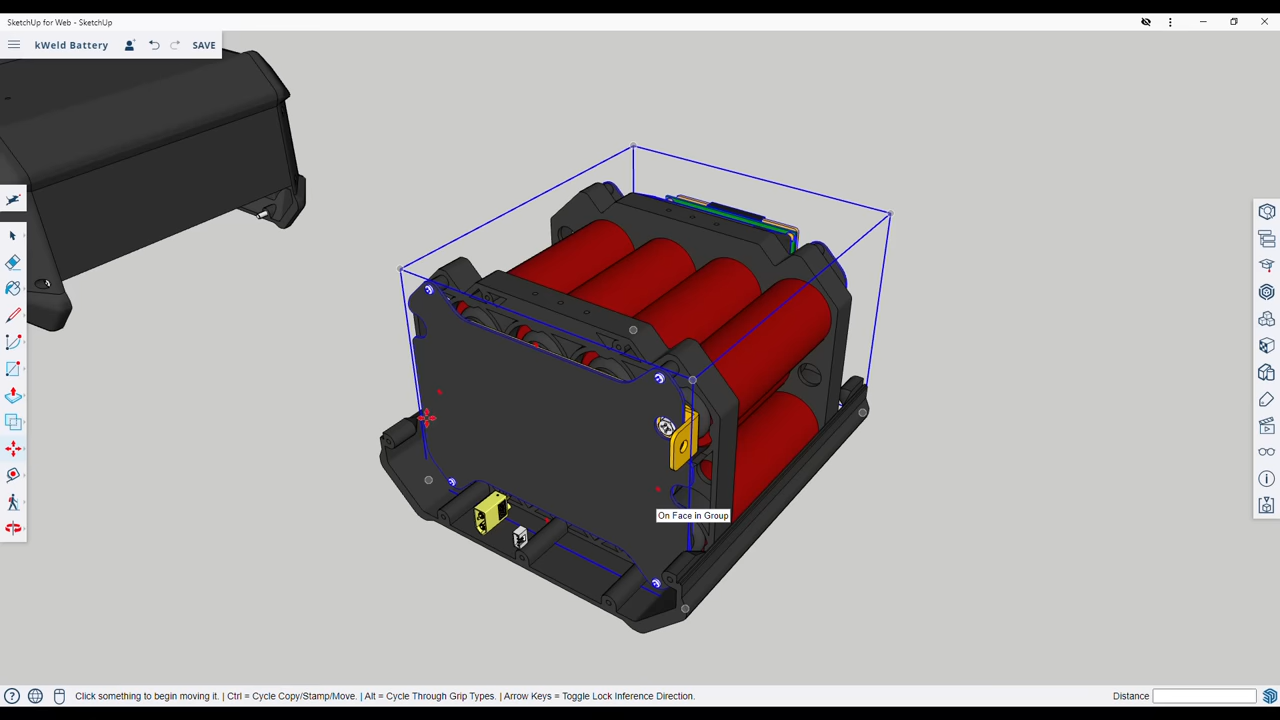 SketchUp for Web - SketchUp
kWeld Battery
SAVE
On Face in Group
Click something to begin moving it. | Ctrl = Cycle Copy/Stamp/Move. | Alt = Cycle Through Grip Types. | Arrow Keys = Toggle Lock Inference Direction.
Distance